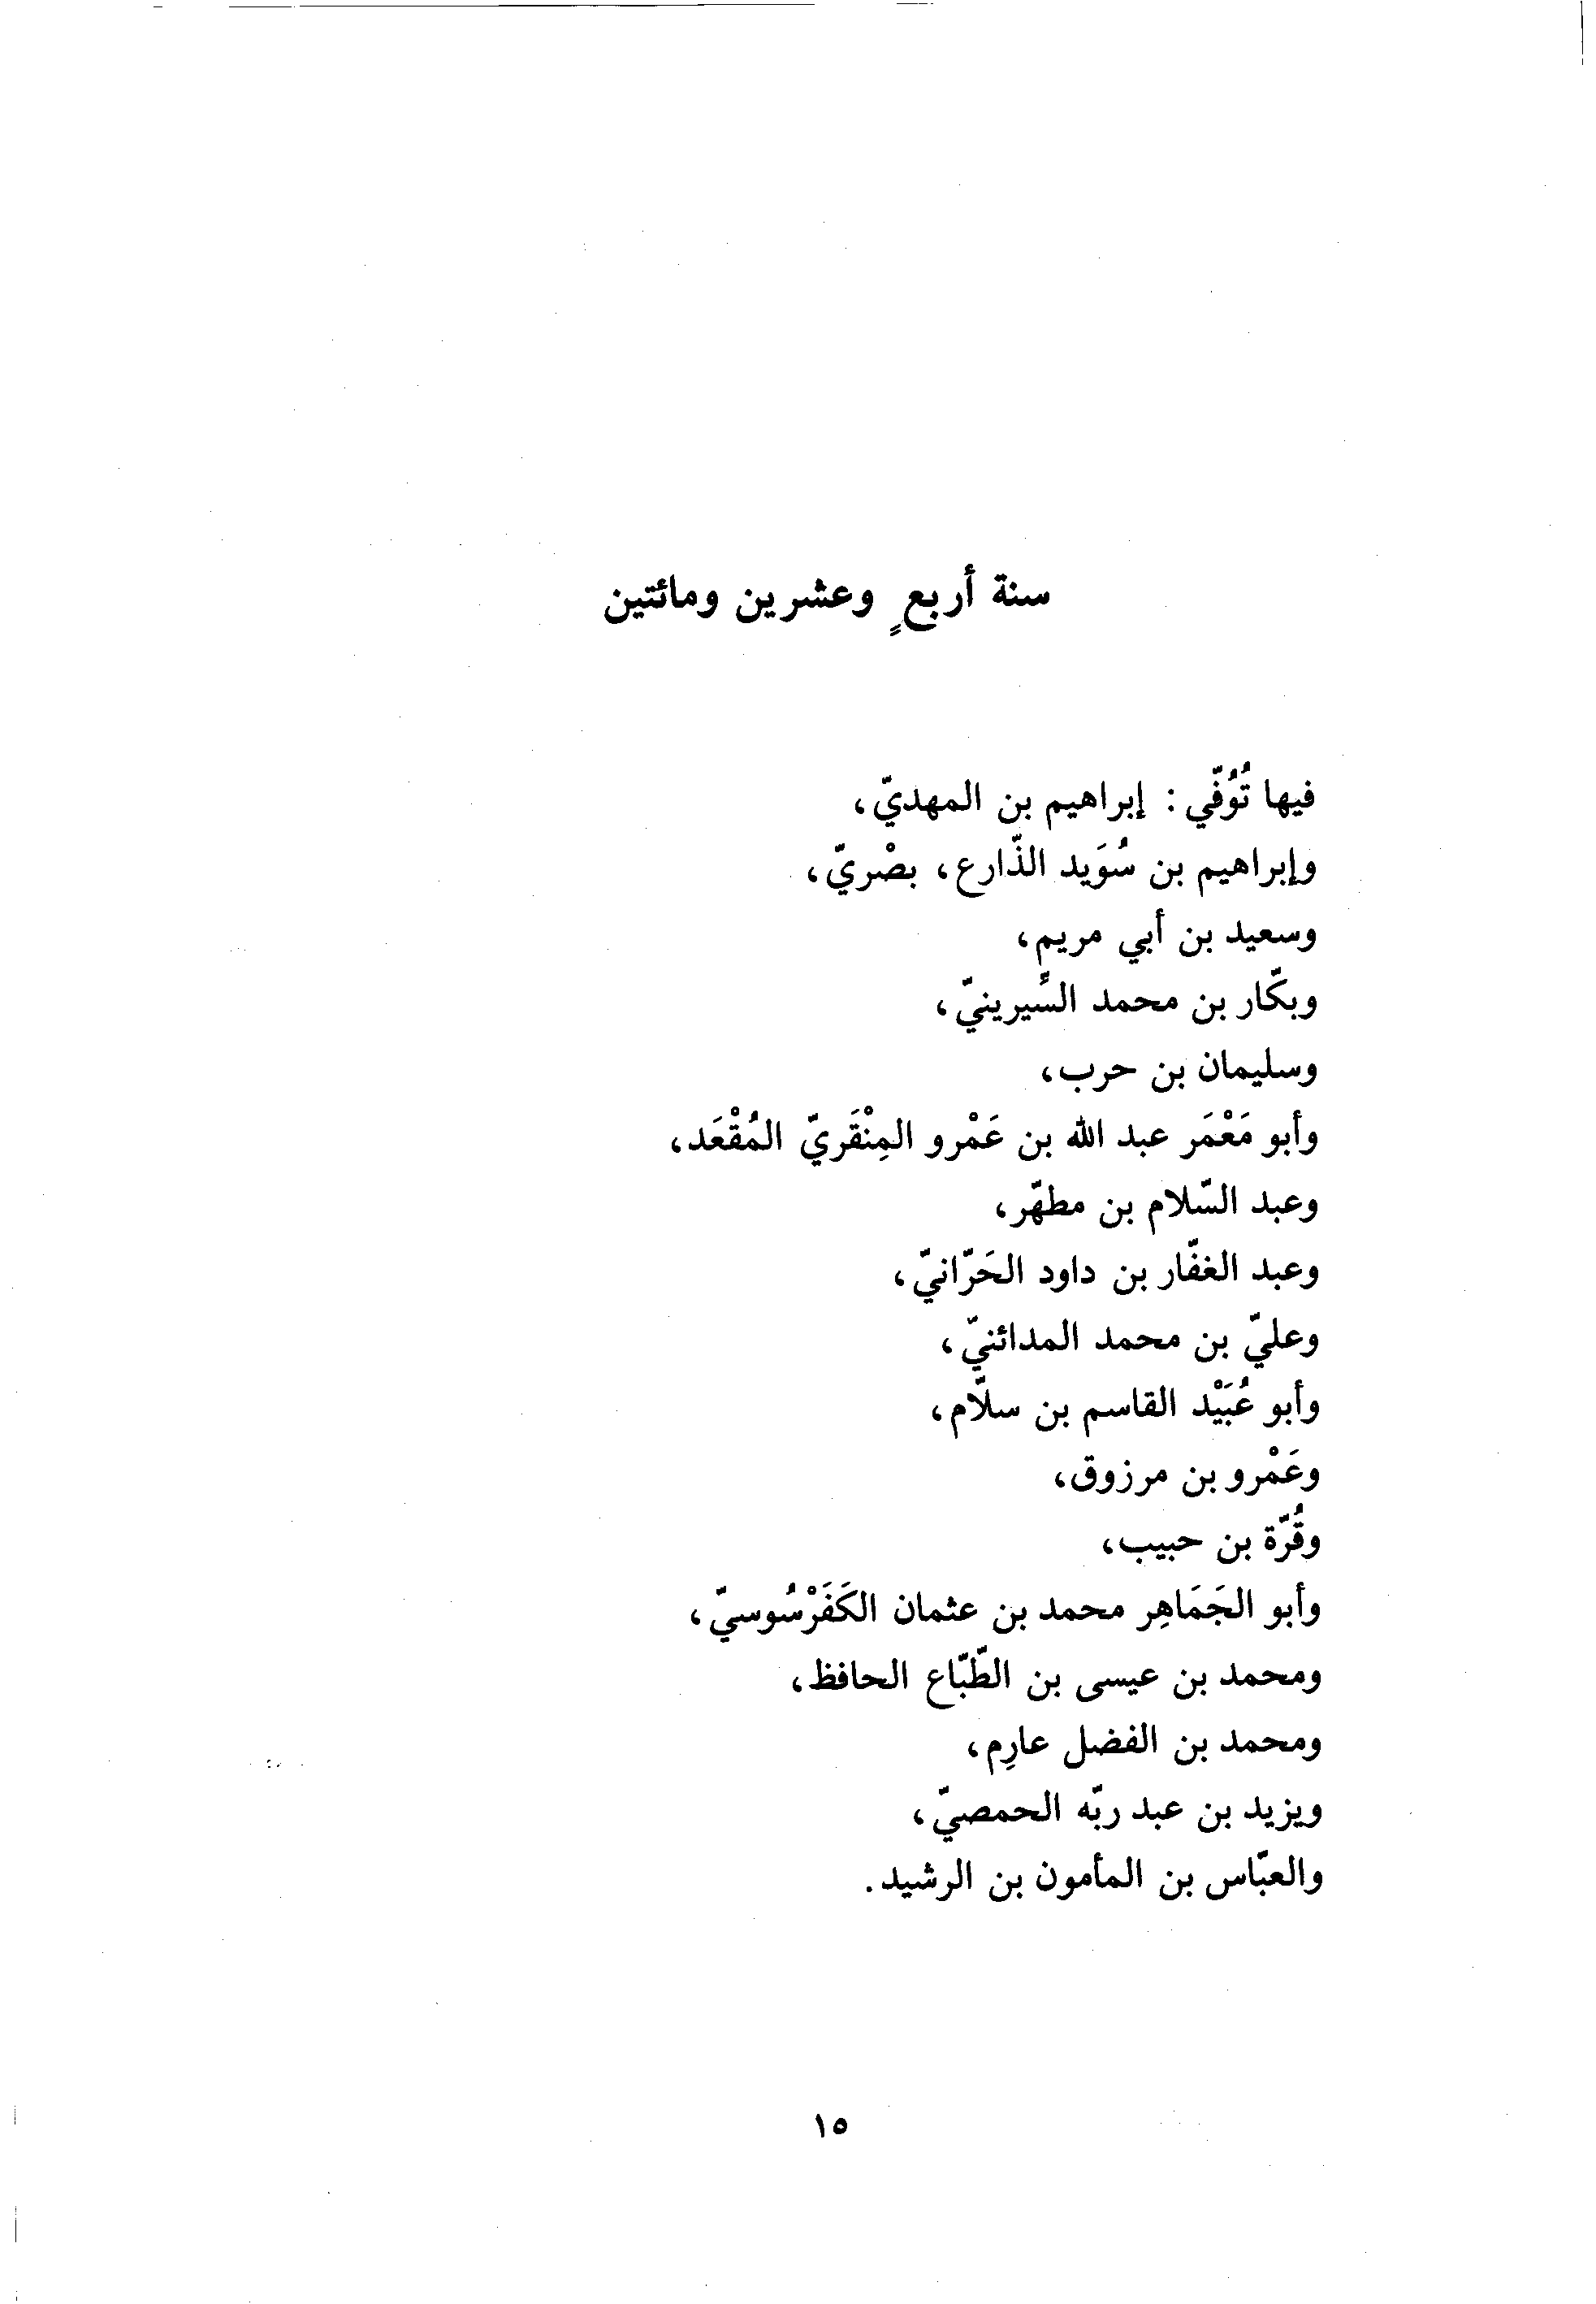 سنة أربعٍ وعشرين ومائتين
فيها تُوُفّي : إبراهيم بن المهديّ،
وإبراهيم بن سُوَيد الذّارع، بصْريّ،
وسعيد بن أبي مريم،
وبكّار بن محمد السِّيرينيّ،
وسليمان بن حرب،
وأبو مَعْمَر عبد الله بن عَمْرو المِنْقَريّ المُقْعَد،
وعبد السّلام بن مطهّر،
وعبد الغفّار بن داود الحَرّانيّ،
وعليّ بن محمد المدائنيّ،
وأبو عُبَيْد القاسم بن سلّام،
وعَمْرو بن مرزوق،
وقُرّة بن حبيب،
وأبو الجَمَاهِر محمد بن عثمان الكَفَرْسُوسيّ،
ومحمد بن عيسى بن الطّبّاع الحافظ،
ومحمد بن الفضل عارِم،
ويزيد بن عبد ربّه الحمصيّ،
والعبّاس بن المأمون بن الرشيد.
١٥